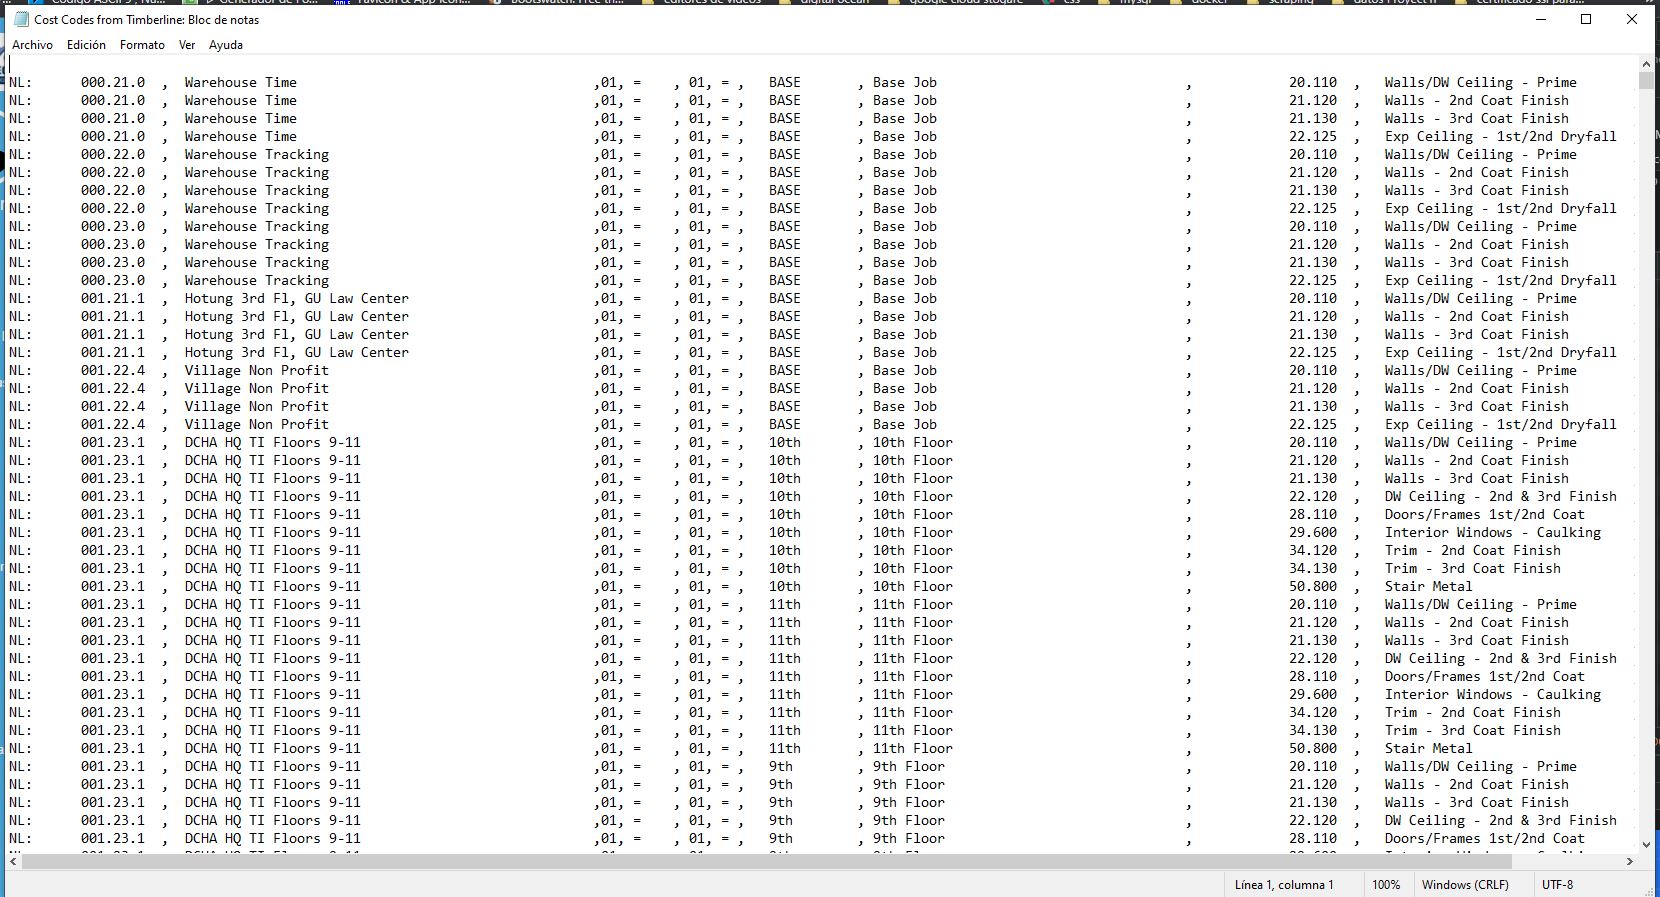 Cost Codes from Timberline: Bloc de notas
Archivo Edición Formato Ver Ayuda
NL: 000.21.0 , Warehouse Time ,01, = , 01, = , BASE , Base Job , 20.110 , Walls/DW Ceiling - Prime
NL: 000.21.0 , Warehouse Time ,01, = , 01, = , BASE , Base Job , 21.120 , Walls - 2nd Coat Finish
NL: 000.21.0 , Warehouse Time ,01, = , 01, = , BASE , Base Job , 21.130 , Walls - 3rd Coat Finish
NL: 000.21.0 , Warehouse Time ,01, = , 01, = , BASE , Base Job , 22.125 , Exp Ceiling - 1st/2nd Dryfall
NL: 000.22.0 , Warehouse Tracking ,01, = , 01, = , BASE , Base Job , 20.110 , Walls/DW Ceiling - Prime
NL: 000.22.0 , Warehouse Tracking ,01, = , 01, = , BASE , Base Job , 21.120 , Walls - 2nd Coat Finish
NL: 000.22.0 , Warehouse Tracking ,01, = , 01, = , BASE , Base Job , 21.130 , Walls - 3rd Coat Finish
NL: 000.22.0 , Warehouse Tracking ,01, = , 01, = , BASE , Base Job , 22.125 , Exp Ceiling - 1st/2nd Dryfall
NL: 000.23.0 , Warehouse Tracking ,01, = , 01, = , BASE , Base Job , 20.110 , Walls/DW Ceiling - Prime
NL: 000.23.0 , Warehouse Tracking ,01, = , 01, = , BASE , Base Job , 21.120 , Walls - 2nd Coat Finish
NL: 000.23.0 , Warehouse Tracking ,01, = , 01, = , BASE , Base Job , 21.130 , Walls - 3rd Coat Finish
NL: 000.23.0 , Warehouse Tracking ,01, = , 01, = , BASE , Base Job , 22.125 , Exp Ceiling - 1st/2nd Dryfall
NL: 001.21.1 , Hotung 3rd Fl, GU Law Center ,01, = , 01, = , BASE , Base Job , 20.110 , Walls/DW Ceiling - Prime
NL: 001.21.1 , Hotung 3rd Fl, GU Law Center ,01, = , 01, = , BASE , Base Job , 21.120 , Walls - 2nd Coat Finish
NL: 001.21.1 , Hotung 3rd Fl, GU Law Center ,01, = , 01, = , BASE , Base Job , 21.130 , Walls - 3rd Coat Finish
NL: 001.21.1 , Hotung 3rd Fl, GU Law Center ,01, = , 01, = , BASE , Base Job , 22.125 , Exp Ceiling - 1st/2nd Dryfall
NL: 001.22.4 , Village Non Profit ,01, = , 01, = , BASE , Base Job , 20.110 , Walls/DW Ceiling - Prime
NL: 001.22.4 , Village Non Profit ,01, = , 01, = , BASE , Base Job , 21.120 , Walls - 2nd Coat Finish
NL: 001.22.4 , Village Non Profit ,01, = , 01, = , BASE , Base Job , 21.130 , Walls - 3rd Coat Finish
NL: 001.22.4 , Village Non Profit ,01, = , 01, = , BASE , Base Job , 22.125 , Exp Ceiling - 1st/2nd Dryfall
NL: 001.23.1 , DCHA HQ TI Floors 9-11 ,01, = , 01, = , 10th , 10th Floor , 20.110 , Walls/DW Ceiling - Prime
NL: 001.23.1 , DCHA HQ TI Floors 9-11 ,01, = , 01, = , 10th , 10th Floor , 21.120 , Walls - 2nd Coat Finish
NL: 001.23.1 , DCHA HQ TI Floors 9-11 ,01, = , 01, = , 10th , 10th Floor , 21.130 , Walls - 3rd Coat Finish
NL: 001.23.1 , DCHA HQ TI Floors 9-11 ,01, = , 01, = , 10th , 10th Floor , 22.120 , DW Ceiling - 2nd & 3rd Finish
NL: 001.23.1 , DCHA HQ TI Floors 9-11 ,01, = , 01, = , 10th , 10th Floor , 28.110 , Doors/Frames 1st/2nd Coat
NL: 001.23.1 , DCHA HQ TI Floors 9-11 ,01, = , 01, = , 10th , 10th Floor , 29.600 , Interior Windows - Caulking
NL: 001.23.1 , DCHA HQ TI Floors 9-11 ,01, = , 01, = , 10th , 10th Floor , 34.120 , Trim - 2nd Coat Finish
NL: 001.23.1 , DCHA HQ TI Floors 9-11 ,01, = , 01, = , 10th , 10th Floor , 34.130 , Trim - 3rd Coat Finish
NL: 001.23.1 , DCHA HQ TI Floors 9-11 ,01, = , 01, = , 10th , 10th Floor , 50.800 , Stair Metal
NL: 001.23.1 , DCHA HQ TI Floors 9-11 ,01, = , 01, = , 11th , 11th Floor , 20.110 , Walls/DW Ceiling - Prime
NL: 001.23.1 , DCHA HQ TI Floors 9-11 ,01, = , 01, = , 11th , 11th Floor , 21.120 , Walls - 2nd Coat Finish
NL: 001.23.1 , DCHA HQ TI Floors 9-11 ,01, = , 01, = , 11th , 11th Floor , 21.130 , Walls - 3rd Coat Finish
NL: 001.23.1 , DCHA HQ TI Floors 9-11 ,01, = , 01, = , 11th , 11th Floor , 22.120 , DW Ceiling - 2nd & 3rd Finish
NL: 001.23.1 , DCHA HQ TI Floors 9-11 ,01, = , 01, = , 11th , 11th Floor , 28.110 , Doors/Frames 1st/2nd Coat
NL: 001.23.1 , DCHA HQ TI Floors 9-11 ,01, = , 01, = , 11th , 11th Floor , 29.600 , Interior Windows - Caulking
NL: 001.23.1 , DCHA HQ TI Floors 9-11 ,01, = , 01, = , 11th , 11th Floor , 34.120 , Trim - 2nd Coat Finish
NL: 001.23.1 , DCHA HQ TI Floors 9-11 ,01, = , 01, = , 11th , 11th Floor , 34.130 , Trim - 3rd Coat Finish
NL: 001.23.1 , DCHA HQ TI Floors 9-11 ,01, = , 01, = , 11th , 11th Floor , 50.800 , Stair Metal
NL: 001.23.1 , DCHA HQ TI Floors 9-11 ,01, = , 01, = , 9th , 9th Floor , 20.110 , Walls/DW Ceiling - Prime
NL: 001.23.1 , DCHA HQ TI Floors 9-11 ,01, = , 01, = , 9th , 9th Floor , 21.120 , Walls - 2nd Coat Finish
NL: 001.23.1 , DCHA HQ TI Floors 9-11 ,01, = , 01, = , 9th , 9th Floor , 21.130 , Walls - 3rd Coat Finish
NL: 001.23.1 , DCHA HQ TI Floors 9-11 ,01, = , 01, = , 9th , 9th Floor , 22.120 , DW Ceiling - 2nd & 3rd Finish
NL: 001.23.1 , DCHA HQ TI Floors 9-11 ,01, = , 01, = , 9th , 9th Floor , 28.110 , Doors/Frames 1st/2nd Coat
Línea 1, columna 1 100% Windows (CRLF) UTF-8